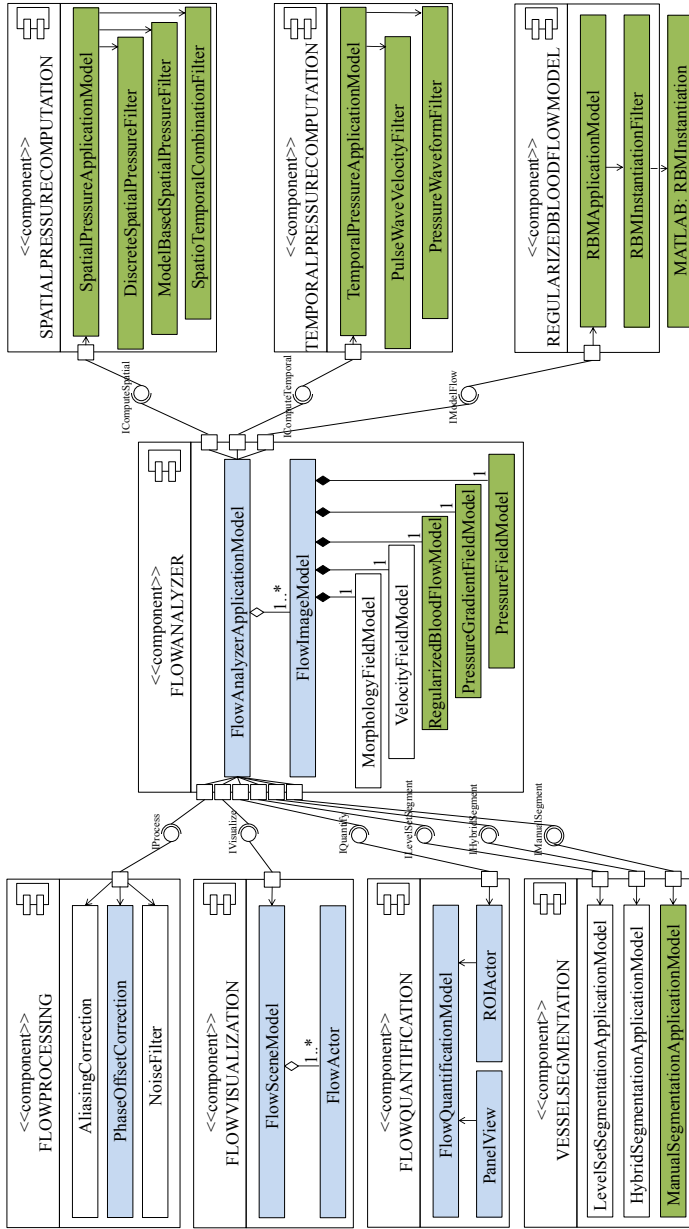 <<component>>
FLOWPROCESSING
AliasingCorrection
PhaseOffsetCorrection
NoiseFilter
<<component>>
FLOWVISUALIZATION
FlowSceneModel
1..*
FlowActor
<<component>>
FLOWQUANTIFICATION
FlowQuantificationModel
PanelView
ROIActor
<<component>>
VESSELSEGMENTATION
LevelSetSegmentationApplicationModel
HybridSegmentationApplicationModel
ManualSegmentationApplicationModel
IProcess
IVisualize
IQuantify
ILevelSetSegment
IHybridSegment
IManualSegment
<<component>>
FLOWANALYZER
FlowAnalyzerApplicationModel
1..*
FlowImageModel
1
MorphologyFieldModel
1
VelocityFieldModel
1
RegularizedBloodFlowModel
1
PressureGradientFieldModel
1
PressureFieldModel
IComputeSpatial
IComputeTemporal
IModelFlow
<<component>>
SPATIALPRESSURECOMPUTATION
SpatialPressureApplicationModel
DiscreteSpatialPressureFilter
ModelBasedSpatialPressureFilter
SpatioTemporalCombinationFilter
<<component>>
TEMPORALPRESSURECOMPUTATION
TemporalPressureApplicationModel
PulseWaveVelocityFilter
PressureWaveformFilter
<<component>>
REGULARIZEDBLOODFLOWMODEL
RBMApplicationModel
RBMInstantiationFilter
MATLAB: RBMInstantiation